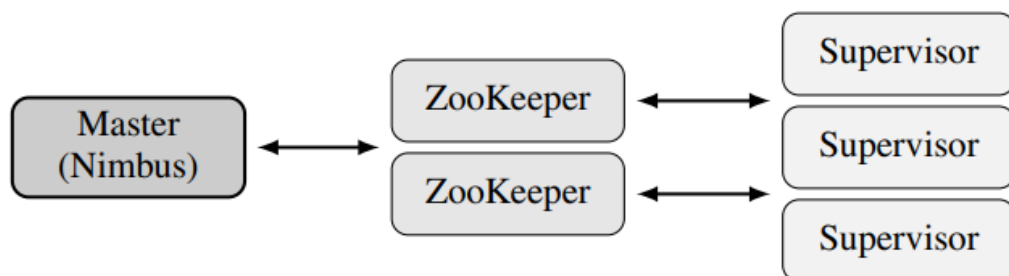 Master
(Nimbus)
ZooKeeper
ZooKeeper
Supervisor
Supervisor
Supervisor